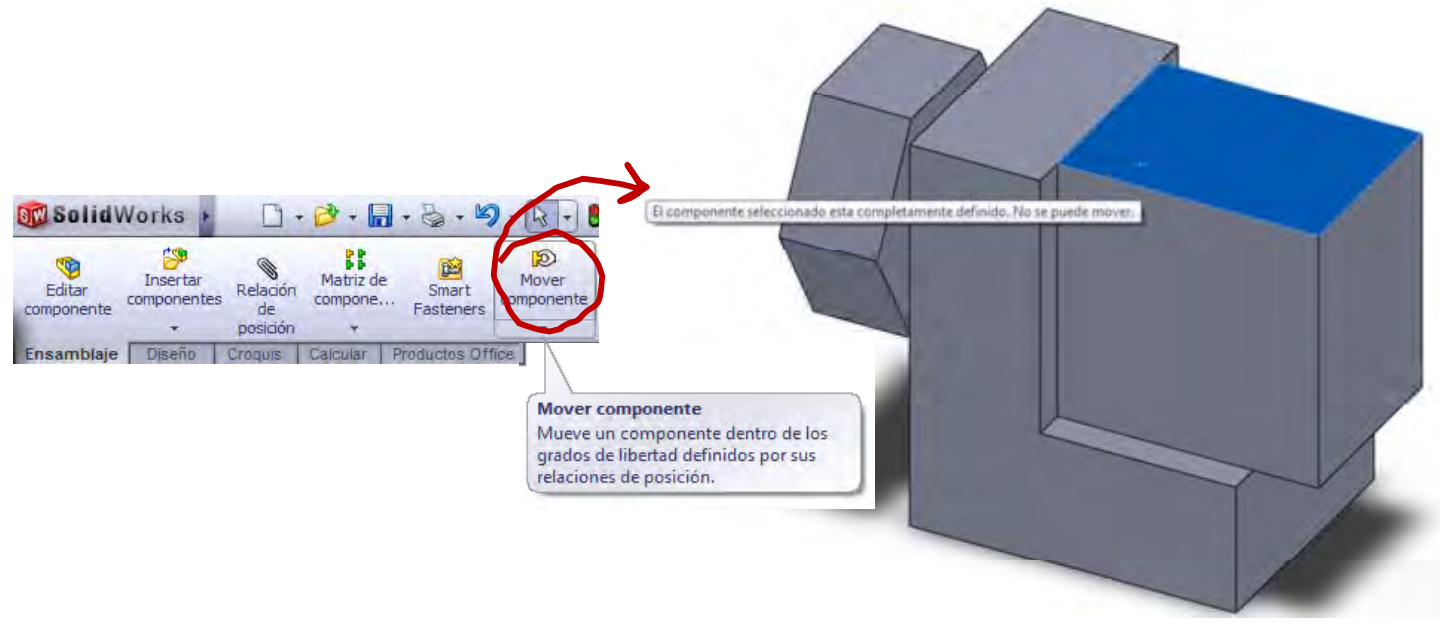 SolidWorks
Editar
componente
Insertar
componentes
Relación
de
posición
Matriz de
compone...
Smart
Fasteners
Mover
componente
Ensamblaje
Diseño
Croquis
Calcular
Productos Office
Mover componente
Mueve un componente dentro de los
grados de libertad definidos por sus
relaciones de posición.
El componente seleccionado esta completamente definido. No se puede mover.